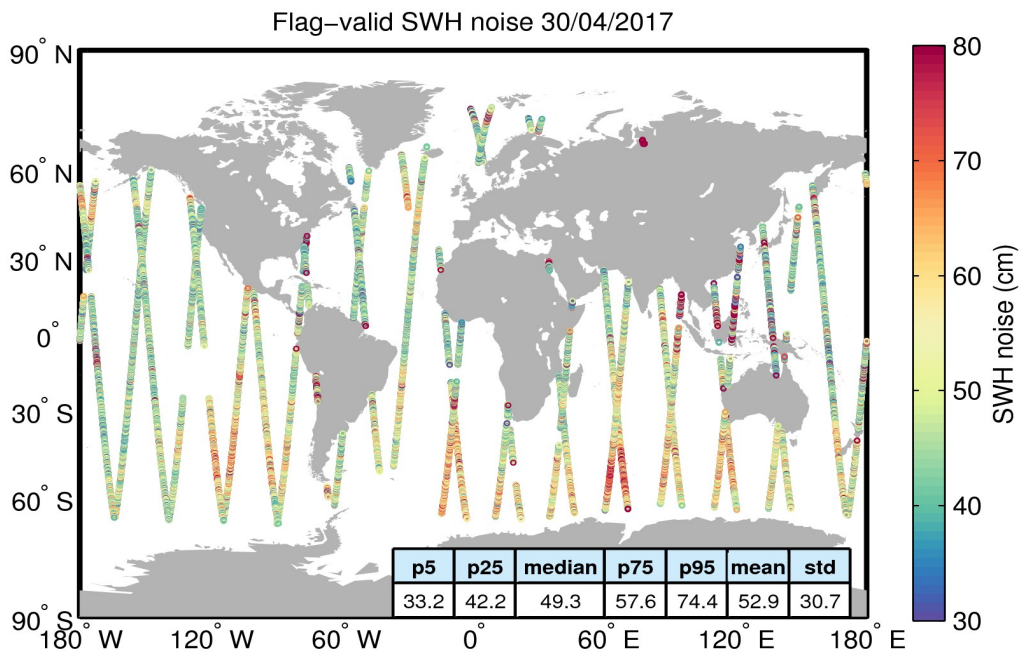 Flag−valid SWH noise 30/04/2017
90° N
60° N
30° N
0°
30° S
60° S
90° S
180° W 120° W 60° W 0° 60° E 120° E 180° E
p5 p25 median p75 p95 mean std
33.2 42.2 49.3 57.6 74.4 52.9 30.7
80
70
60
50
40
30
SWH noise (cm)